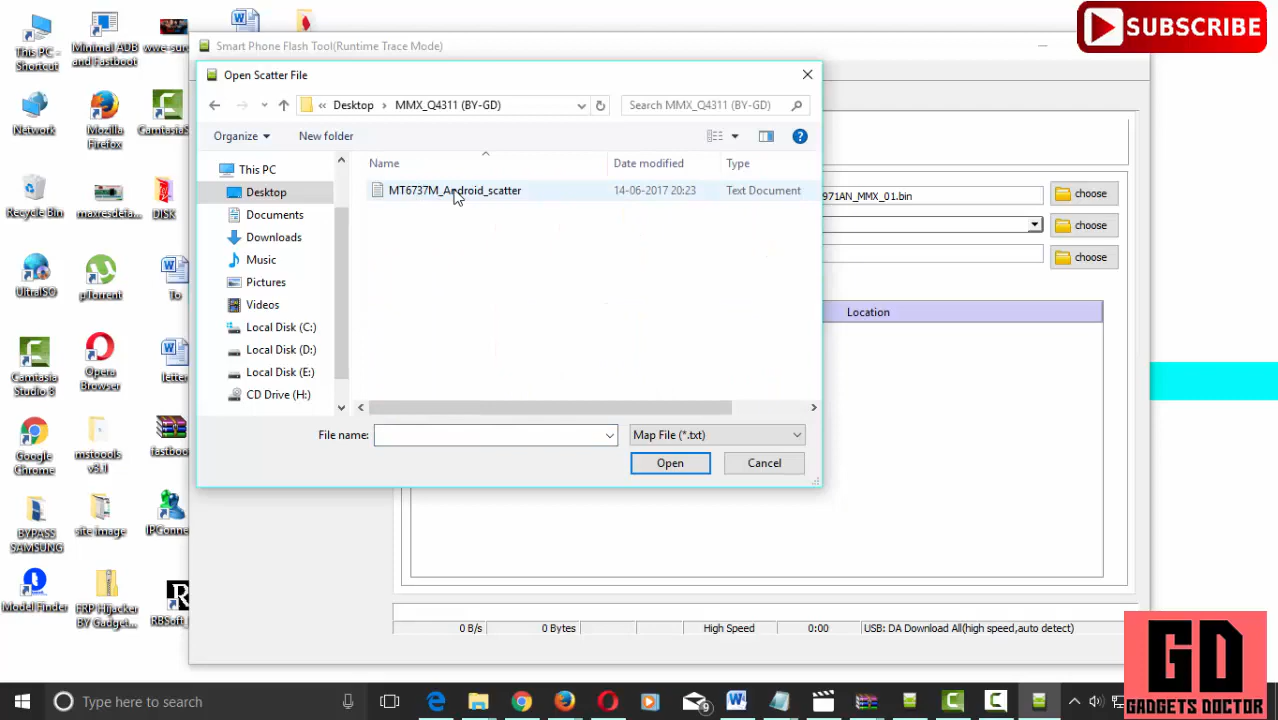 SUBSCRIBE
This PC -
Shortcut
Minimal ADB
and Fastboot
Network
Mozilla
Firefox
Recycle Bin
maxresdefa...
DISK
UltraISO
µTorrent
To
Camtasia
Studio 8
Opera
Browser
letter
Google
Chrome
mstoools
v3.1
BYPASS
SAMSUNG
site image
Model Finder
FRP Hijacker
BY Gadget...
Smart Phone Flash Tool(Runtime Trace Mode)
Open Scatter File
« Desktop > MMX_Q4311 (BY-GD)
Search MMX_Q4311 (BY-GD)
Organize
New folder
Name
Date modified
Type
MT6737M_Android_scatter
14-06-2017 20:23
Text Document
This PC
Desktop
Documents
Downloads
Music
Pictures
Videos
Local Disk (C:)
Local Disk (D:)
Local Disk (E:)
CD Drive (H:)
File name:
Map File (*.txt)
Open
Cancel
971AN_MMX_01.bin
choose
choose
choose
Location
0 B/s
0 Bytes
High Speed
0:00
USB: DA Download All(high speed,auto detect)
Type here to search
9
GD
GADGETS DOCTOR